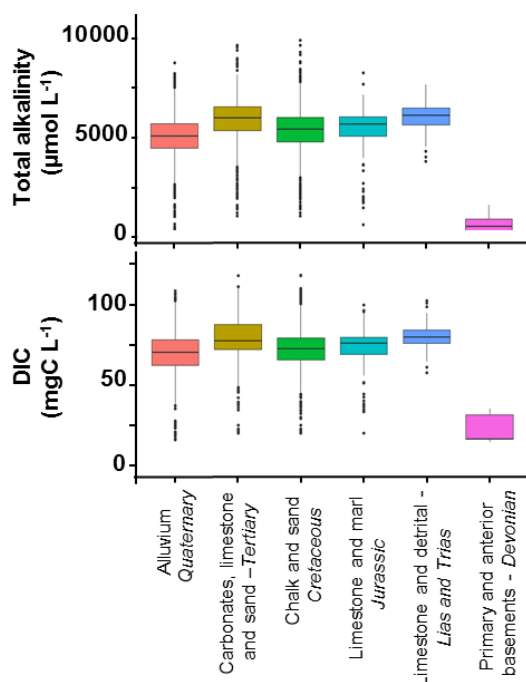 Total alkalinity
(µmol L⁻¹)
10000
5000
0
DIC
(mgC L⁻¹)
100
50
0
Alluvium
Quaternary
Carbonates, limestone
and sand –Tertiary
Chalk and sand
Cretaceous
Limestone and marl
Jurassic
Limestone and detrital -
Lias and Trias
Primary and anterior
basements - Devonian